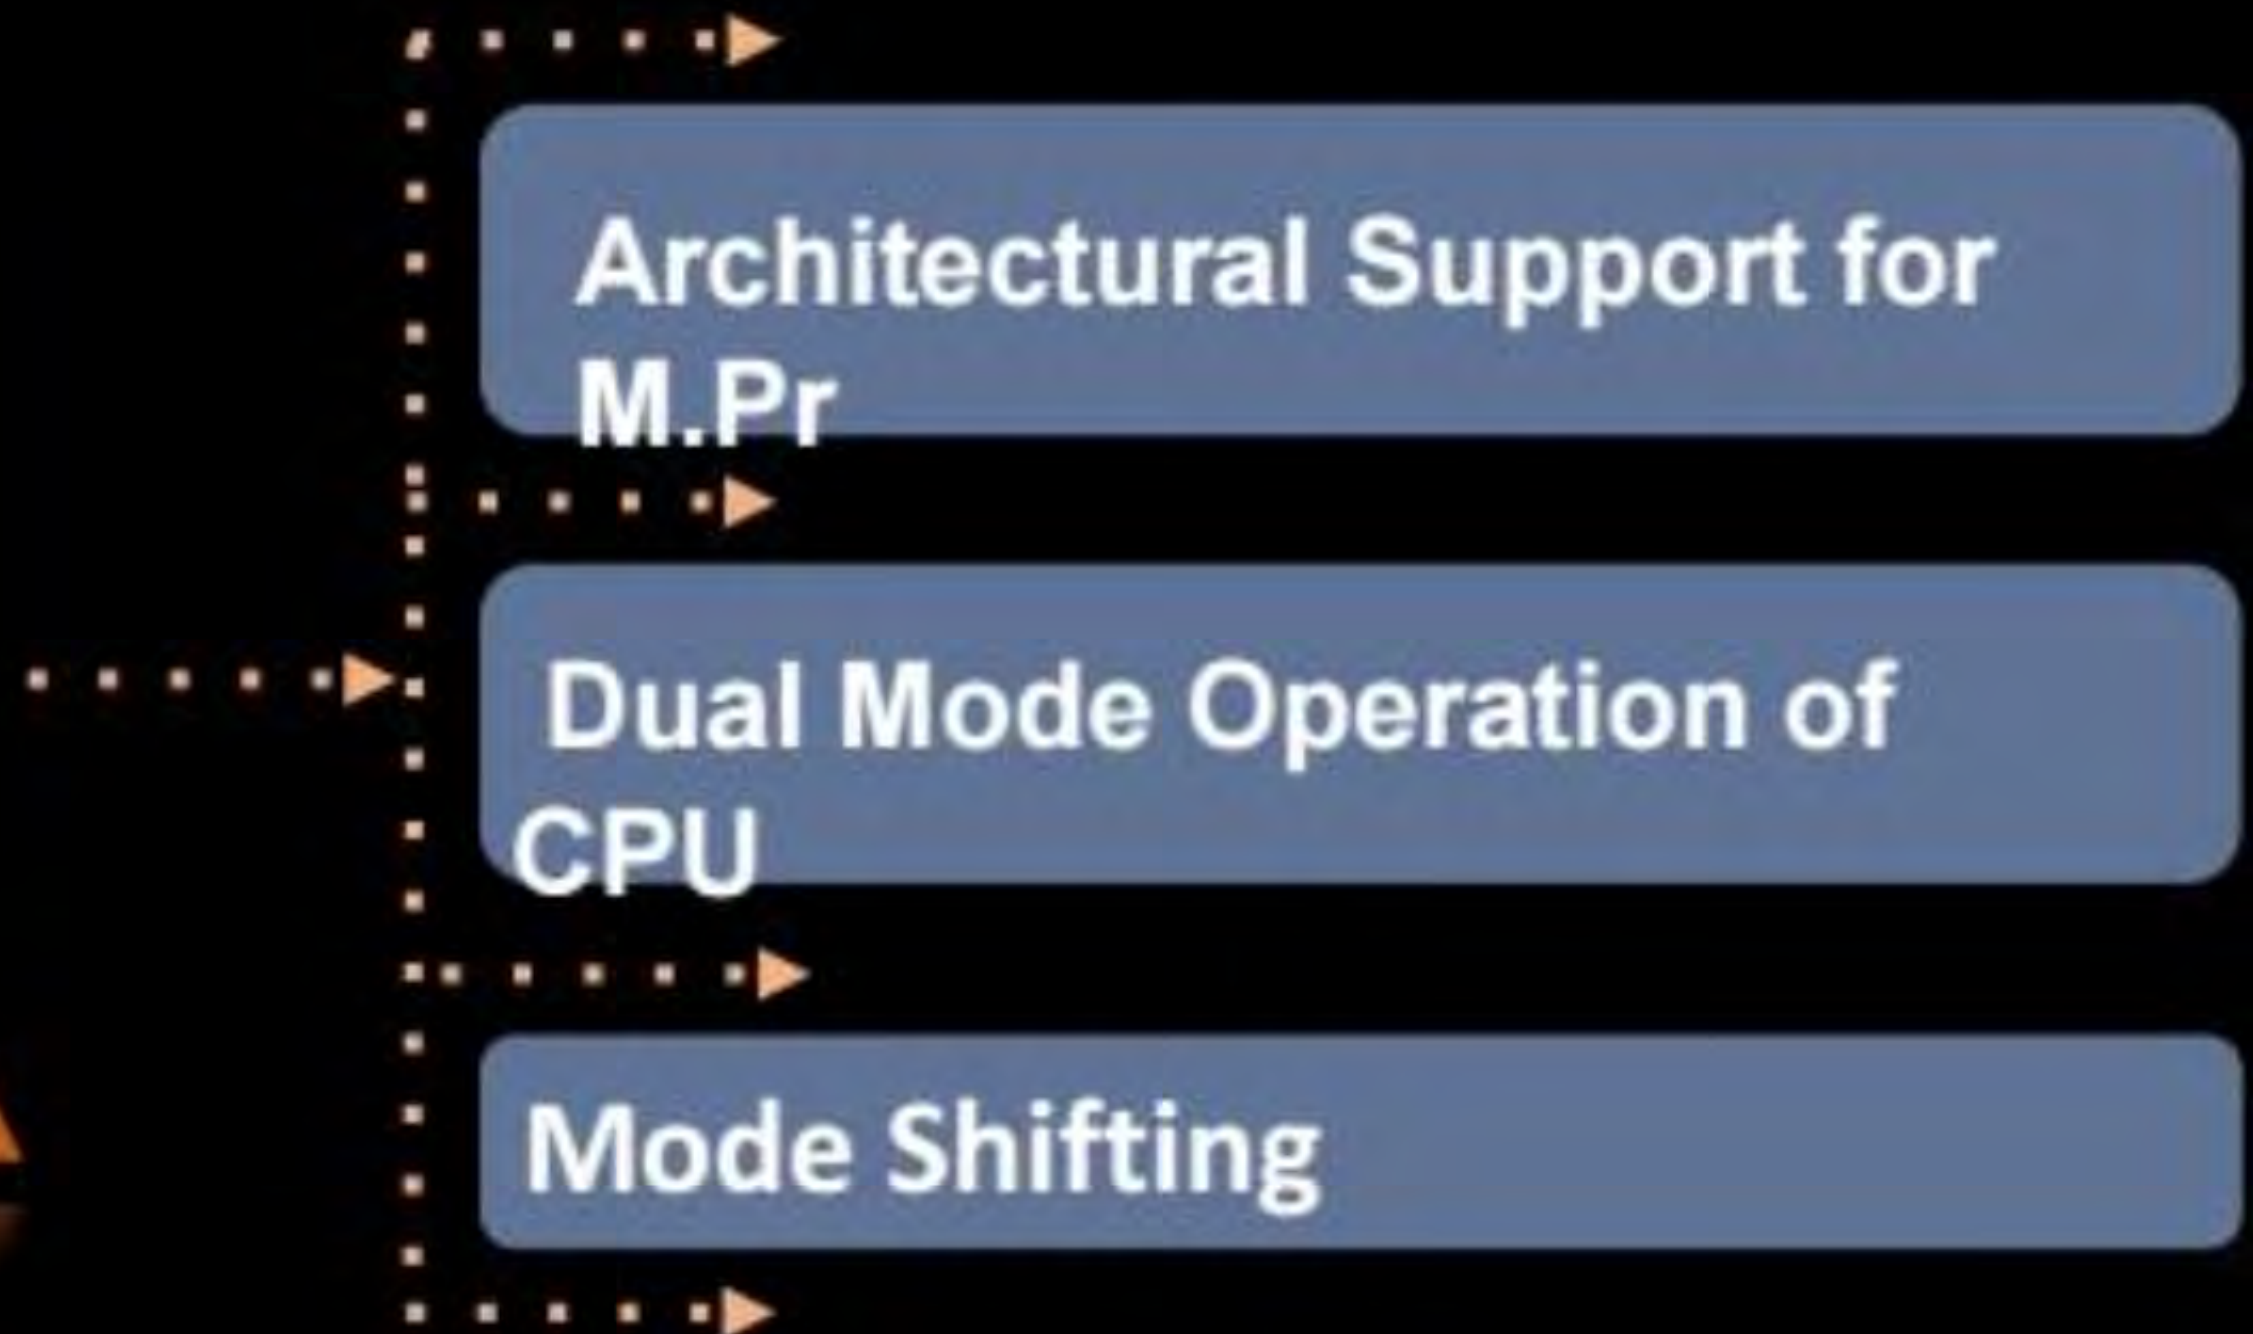 Architectural Support for
M.Pr
Dual Mode Operation of
CPU
Mode Shifting